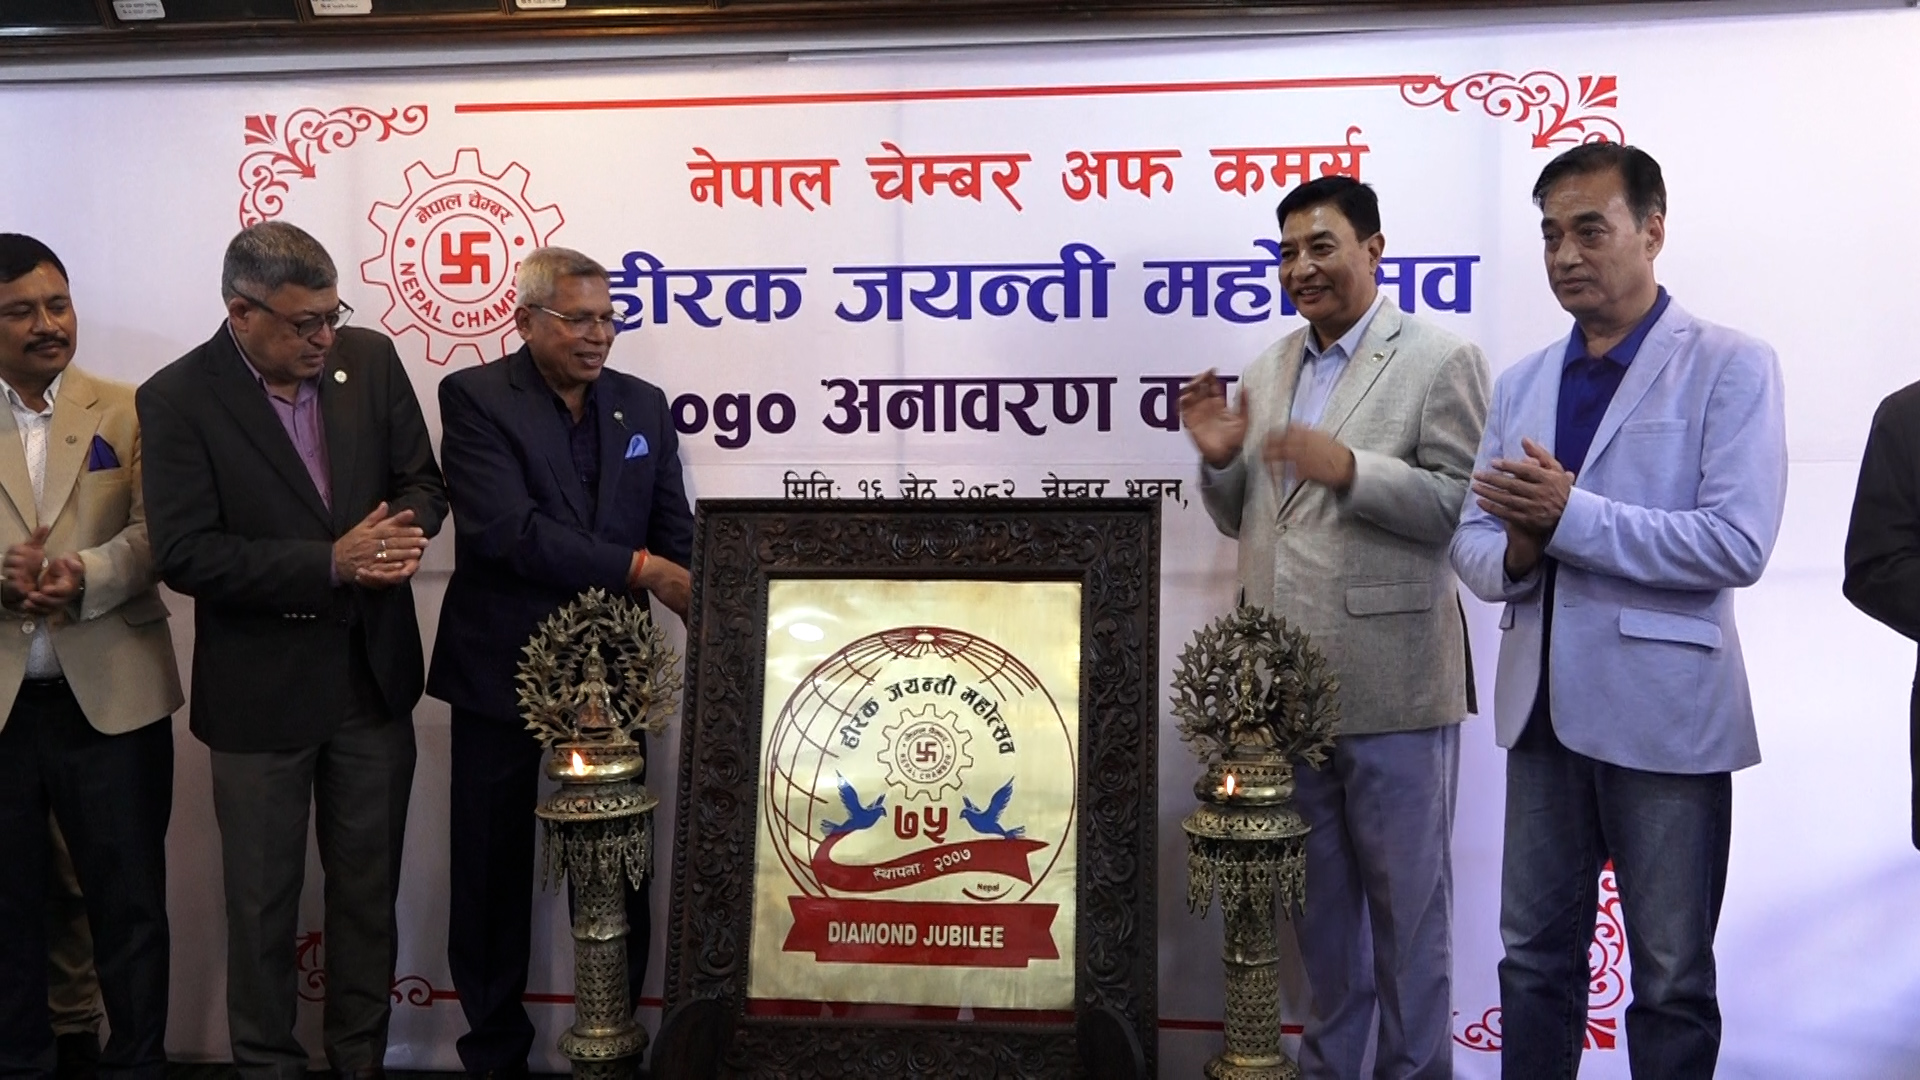 नेपाल चेम्बर अफ कमर्स
नेपाल चेम्बर
NEPAL CHAMBER
हीरक जयन्ती महोत्सव
ogo अनावरण का
मिति: १६ जेठ २०८२, चेम्बर भवन,
हीरक जयन्ती महोत्सव
नेपाल चेम्बर
NEPAL CHAMBER
७५
स्थापना: २००७
Nepal
DIAMOND JUBILEE